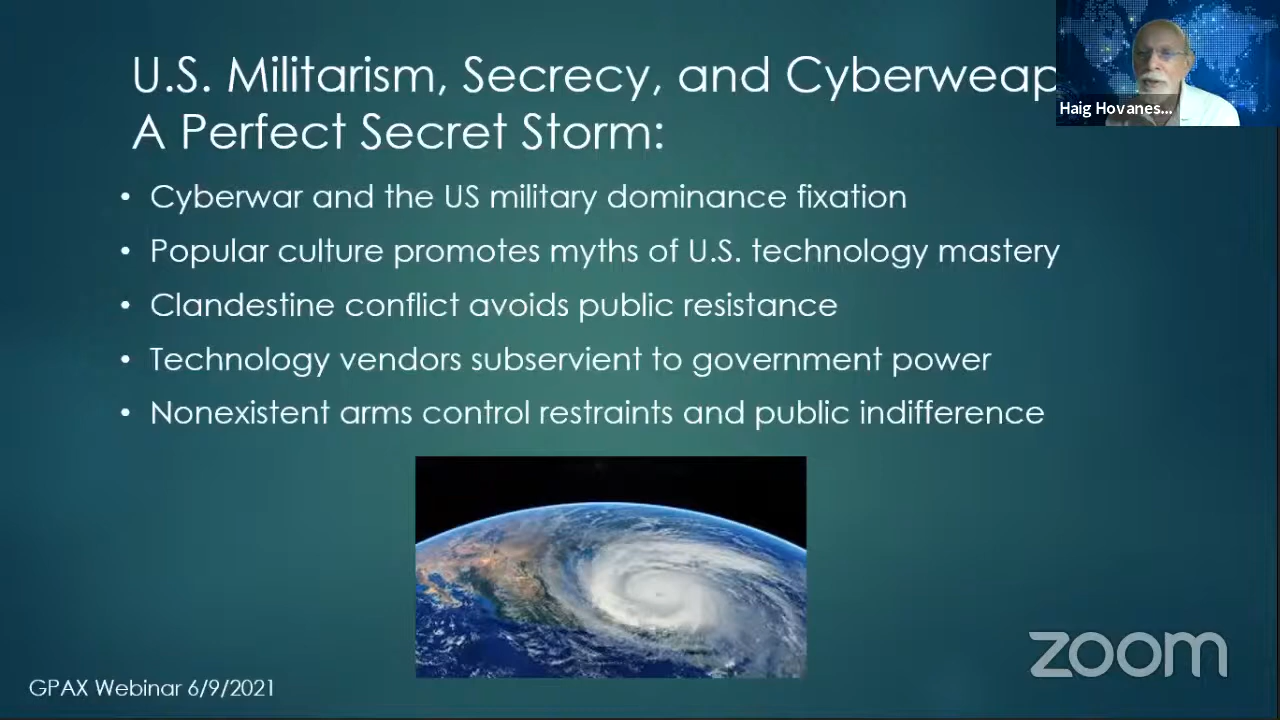 U.S. Militarism, Secrecy, and Cyberweap
A Perfect Secret Storm:
Haig Hovanes...
• Cyberwar and the US military dominance fixation
• Popular culture promotes myths of U.S. technology mastery
• Clandestine conflict avoids public resistance
• Technology vendors subservient to government power
• Nonexistent arms control restraints and public indifference
zoom
GPAX Webinar 6/9/2021